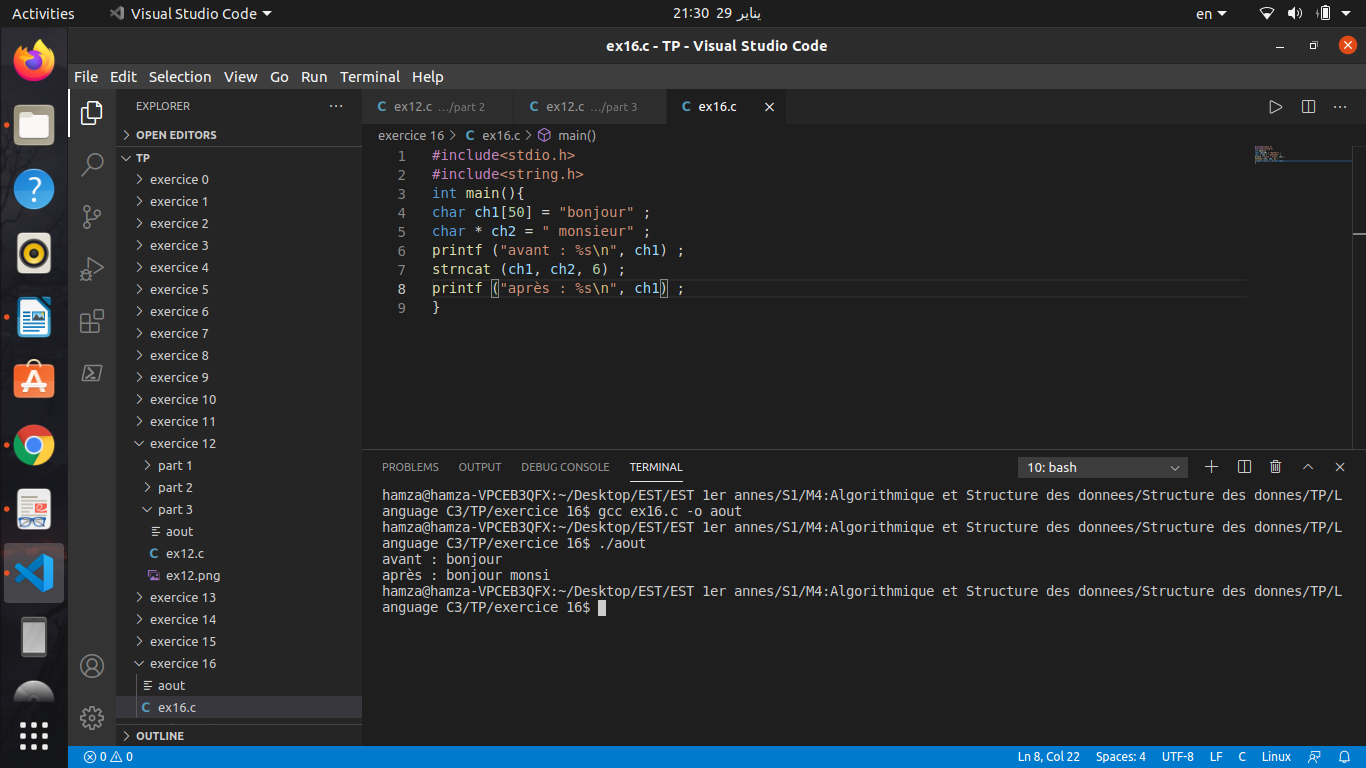 Activities Visual Studio Code 21:30 29 يناير en
ex16.c - TP - Visual Studio Code
File Edit Selection View Go Run Terminal Help
EXPLORER
OPEN EDITORS
TP
exercice 0
exercice 1
exercice 2
exercice 3
exercice 4
exercice 5
exercice 6
exercice 7
exercice 8
exercice 9
exercice 10
exercice 11
exercice 12
part 1
part 2
part 3
aout
ex12.c
ex12.png
exercice 13
exercice 14
exercice 15
exercice 16
aout
ex16.c
OUTLINE
ex12.c .../part 2 ex12.c .../part 3 ex16.c
exercice 16 > ex16.c > main()
1 #include<stdio.h>
2 #include<string.h>
3 int main(){
4 char ch1[50] = "bonjour" ;
5 char * ch2 = " monsieur" ;
6 printf ("avant : %s\n", ch1) ;
7 strncat (ch1, ch2, 6) ;
8 printf ("après : %s\n", ch1) ;
9 }
PROBLEMS OUTPUT DEBUG CONSOLE TERMINAL 10: bash
hamza@hamza-VPCEB3QFX:~/Desktop/EST/EST 1er annes/S1/M4:Algorithmique et Structure des donnees/Structure des donnes/TP/L
anguage C3/TP/exercice 16$ gcc ex16.c -o aout
hamza@hamza-VPCEB3QFX:~/Desktop/EST/EST 1er annes/S1/M4:Algorithmique et Structure des donnees/Structure des donnes/TP/L
anguage C3/TP/exercice 16$ ./aout
avant : bonjour
après : bonjour monsi
hamza@hamza-VPCEB3QFX:~/Desktop/EST/EST 1er annes/S1/M4:Algorithmique et Structure des donnees/Structure des donnes/TP/L
anguage C3/TP/exercice 16$
0 0 Ln 8, Col 22 Spaces: 4 UTF-8 LF C Linux